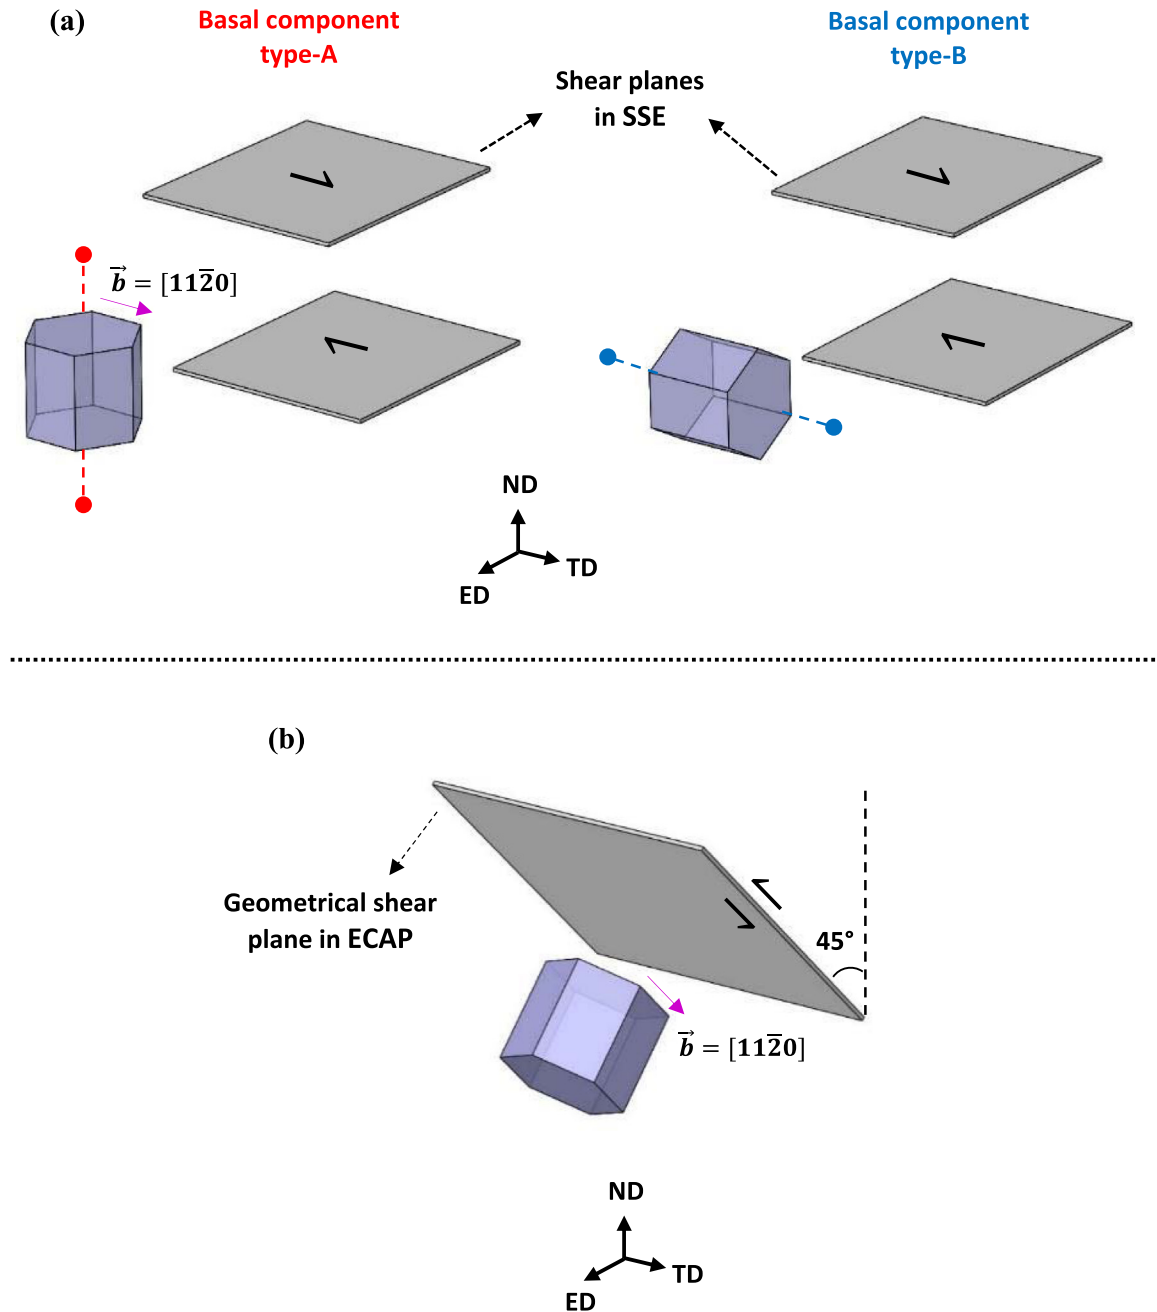 (a)
Basal component
type-A
Basal component
type-B
Shear planes
in SSE
b⃗ = [112̅0]
ND
TD
ED
(b)
Geometrical shear
plane in ECAP
45°
b⃗ = [112̅0]
ND
TD
ED